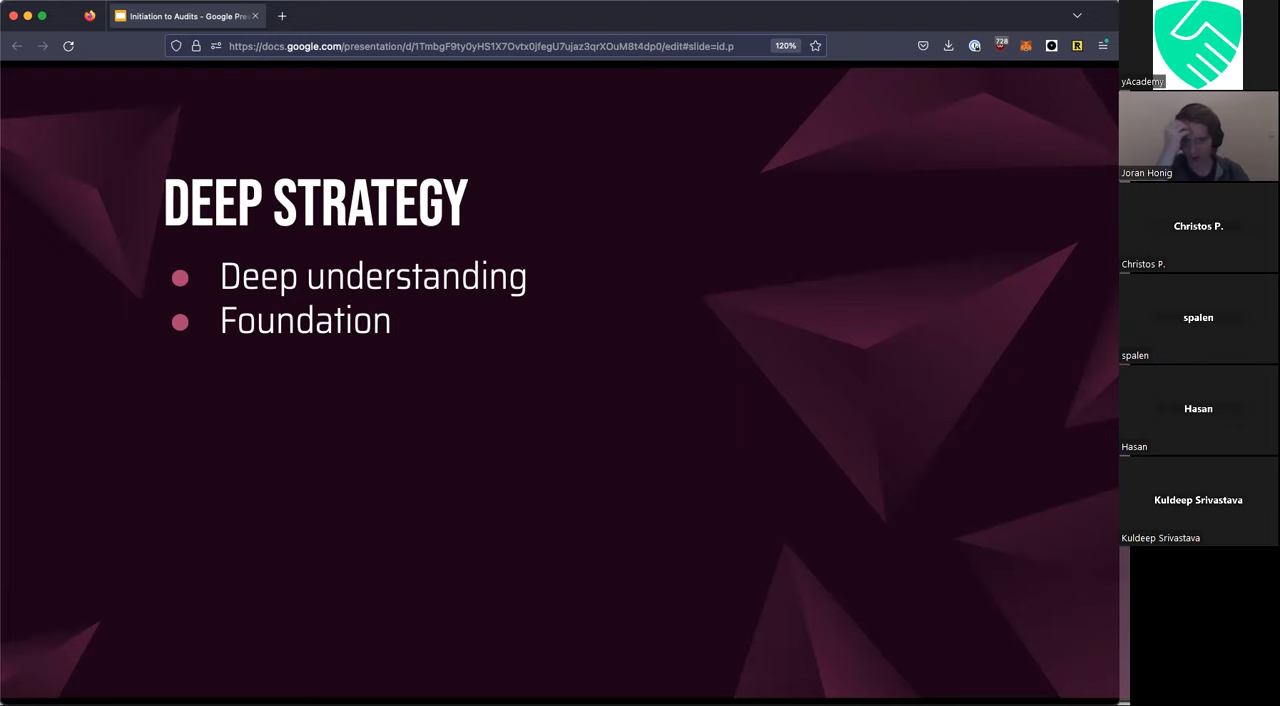 Initiation to Audits - Google Pre
https://docs.google.com/presentation/d/1TmbgF9ty0yHS1X7Ovtx0jfegU7ujaz3qrXOuM8t4dp0/edit#slide=id.p
120%
728
DEEP STRATEGY
Deep understanding
Foundation
yAcademy
Joran Honig
Christos P.
Christos P.
spalen
spalen
Hasan
Hasan
Kuldeep Srivastava
Kuldeep Srivastava